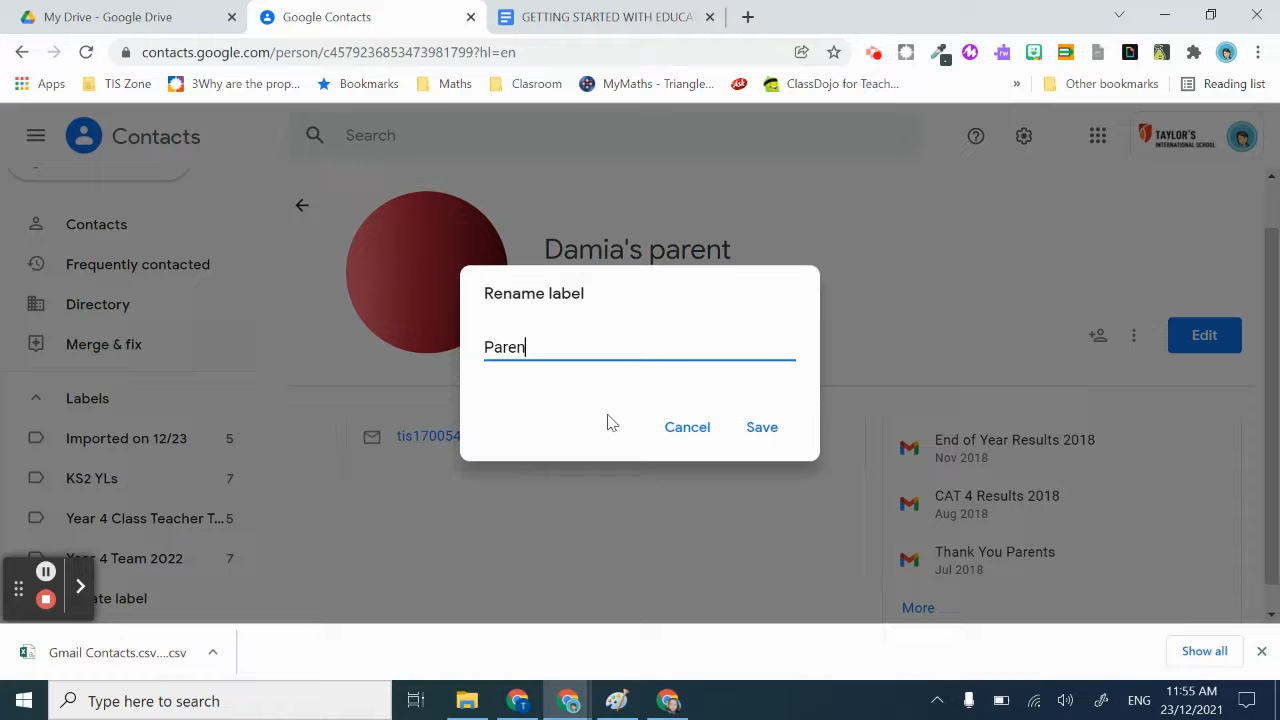 My Drive - Google Drive
Google Contacts
GETTING STARTED WITH EDUCA
contacts.google.com/person/c4579236853473981799?hl=en
Apps
TIS Zone
3Why are the prop...
Bookmarks
Maths
Clasroom
MyMaths - Triangle...
ClassDojo for Teach...
»
Other bookmarks
Reading list
Contacts
Search
TAYLOR'S
INTERNATIONAL SCHOOL
Contacts
Frequently contacted
Directory
Merge & fix
Labels
Imported on 12/23 5
KS2 YLs 7
Year 4 Class Teacher T... 5
Year 4 Team 2022 7
te label
Damia's parent
Edit
Rename label
Paren
Cancel
Save
tis170054
End of Year Results 2018
Nov 2018
CAT 4 Results 2018
Aug 2018
Thank You Parents
Jul 2018
More
Gmail Contacts.csv....csv
Show all
Type here to search
ENG
11:55 AM
23/12/2021